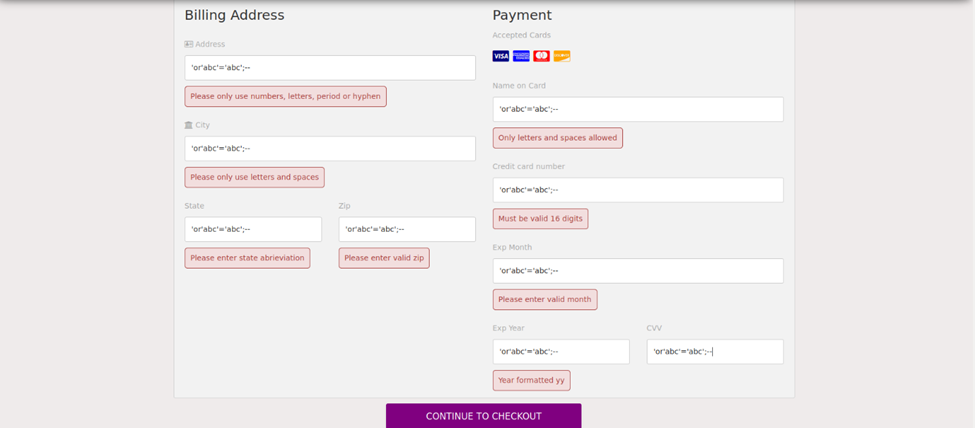 Billing Address
Address
'or'abc'='abc';--
Please only use numbers, letters, period or hyphen
City
'or'abc'='abc';--
Please only use letters and spaces
State
Zip
'or'abc'='abc';--
'or'abc'='abc';--
Please enter state abrieviation
Please enter valid zip
Payment
Accepted Cards
VISA
Name on Card
'or'abc'='abc';--
Only letters and spaces allowed
Credit card number
'or'abc'='abc';--
Must be valid 16 digits
Exp Month
'or'abc'='abc';--
Please enter valid month
Exp Year
CVV
'or'abc'='abc';--
'or'abc'='abc';--
Year formatted yy
CONTINUE TO CHECKOUT